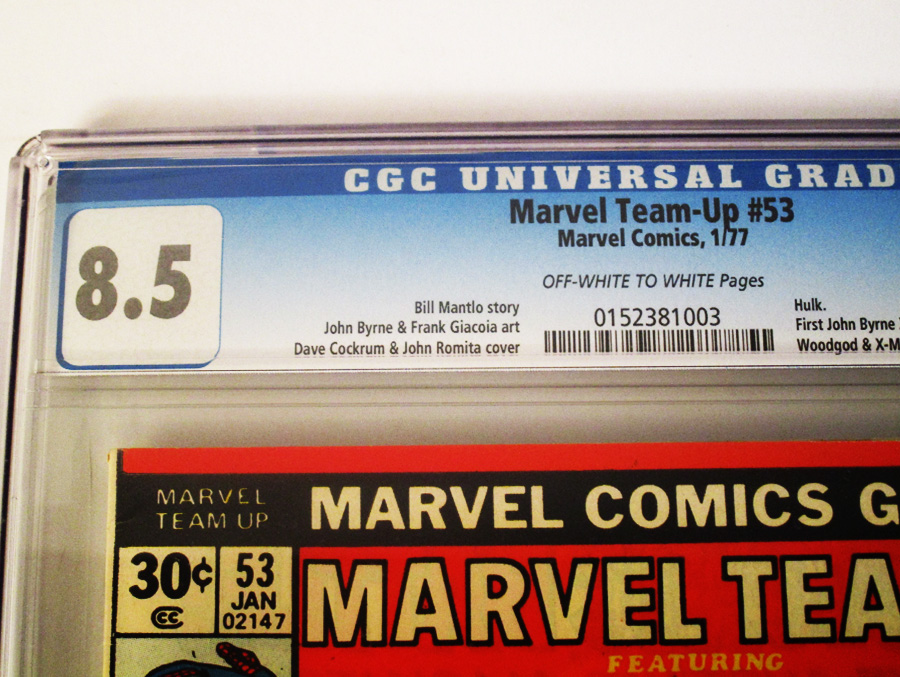 CGC UNIVERSAL GRAD
Marvel Team-Up #53
Marvel Comics, 1/77
8.5
OFF-WHITE TO WHITE Pages
Bill Mantlo story
John Byrne & Frank Giacoia art
Dave Cockrum & John Romita cover
0152381003
Hulk.
First John Byrne
Woodgod & X-M
MARVEL
TEAM UP
MARVEL COMICS G
30¢
CC
53
JAN
02147
MARVEL TEA
FEATURING